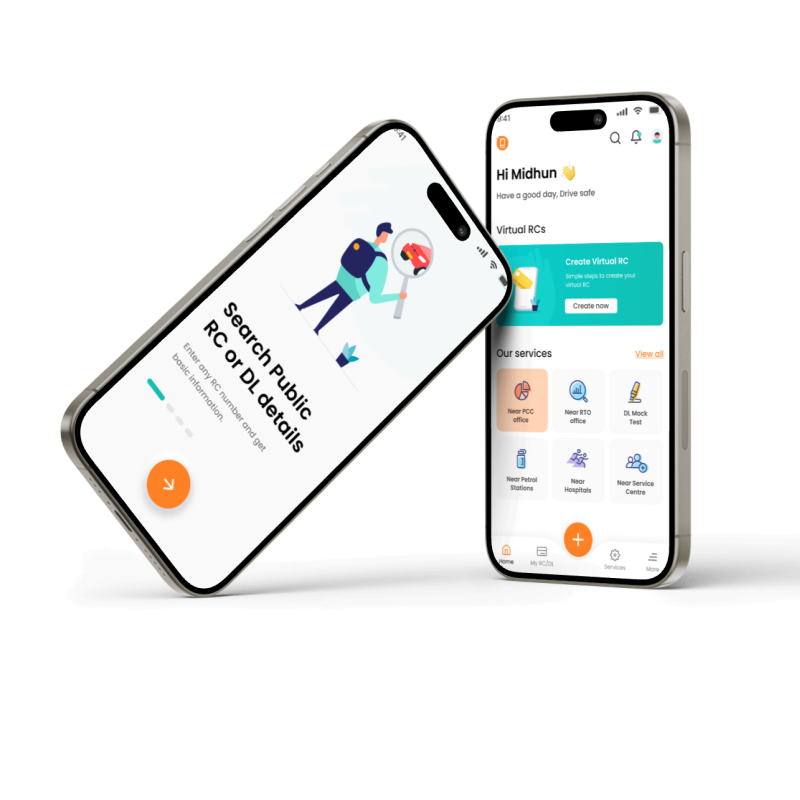 9:41
Search Public
RC or DL details
Enter any RC number and get
basic information.
9:41
Hi Midhun
Have a good day, Drive safe
Virtual RCs
Create Virtual RC
Simple steps to create your
virtual RC
Create now
Our services
View all
Near PCC
office
Near RTO
office
DL Mock
Test
Near Petrol
Stations
Near
Hospitals
Near Service
Centre
Home
My RC/DL
Services
More